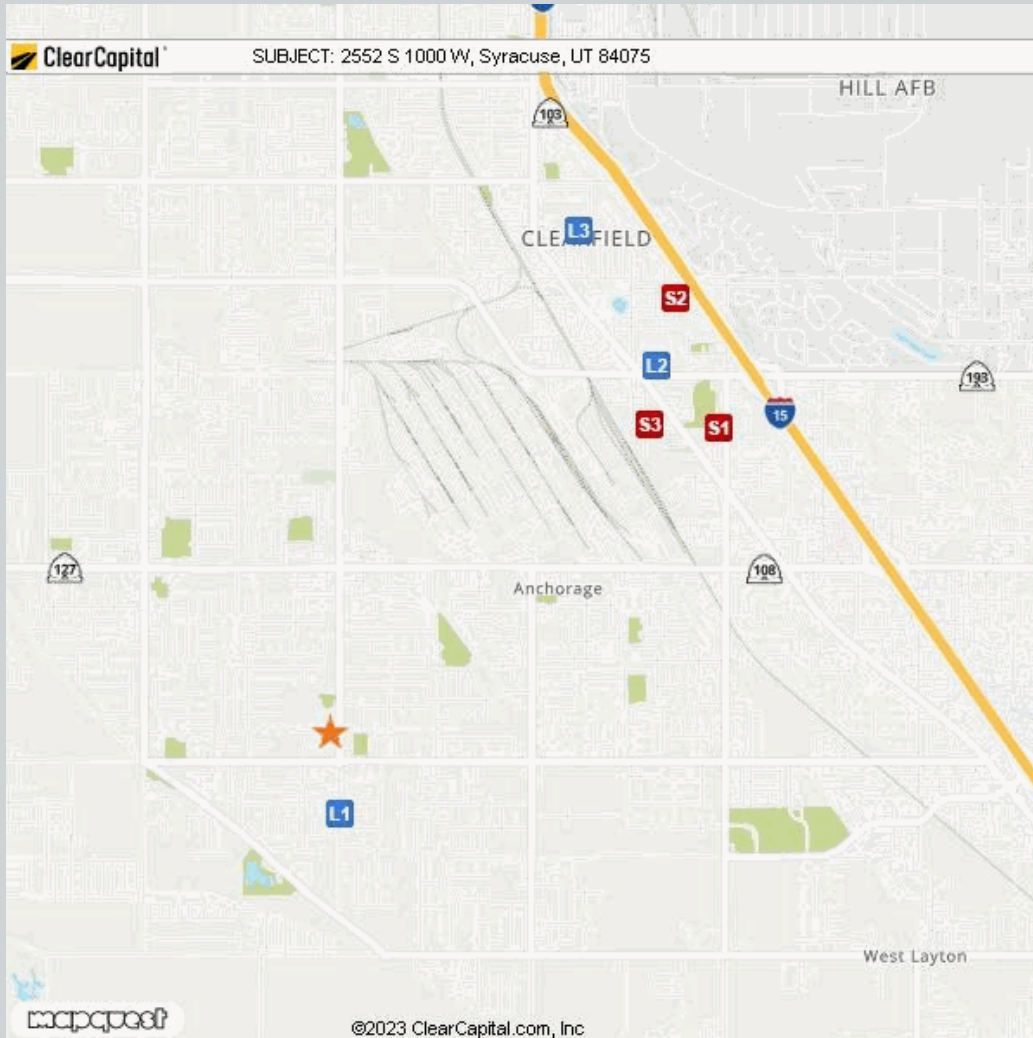 ClearCapital
SUBJECT: 2552 S 1000 W, Syracuse, UT 84075
HILL AFB
103
L3
CLEARFIELD
S2
L2
193
15
S3
S1
127
108
Anchorage
L1
West Layton
mapquest
©2023 ClearCapital.com, Inc